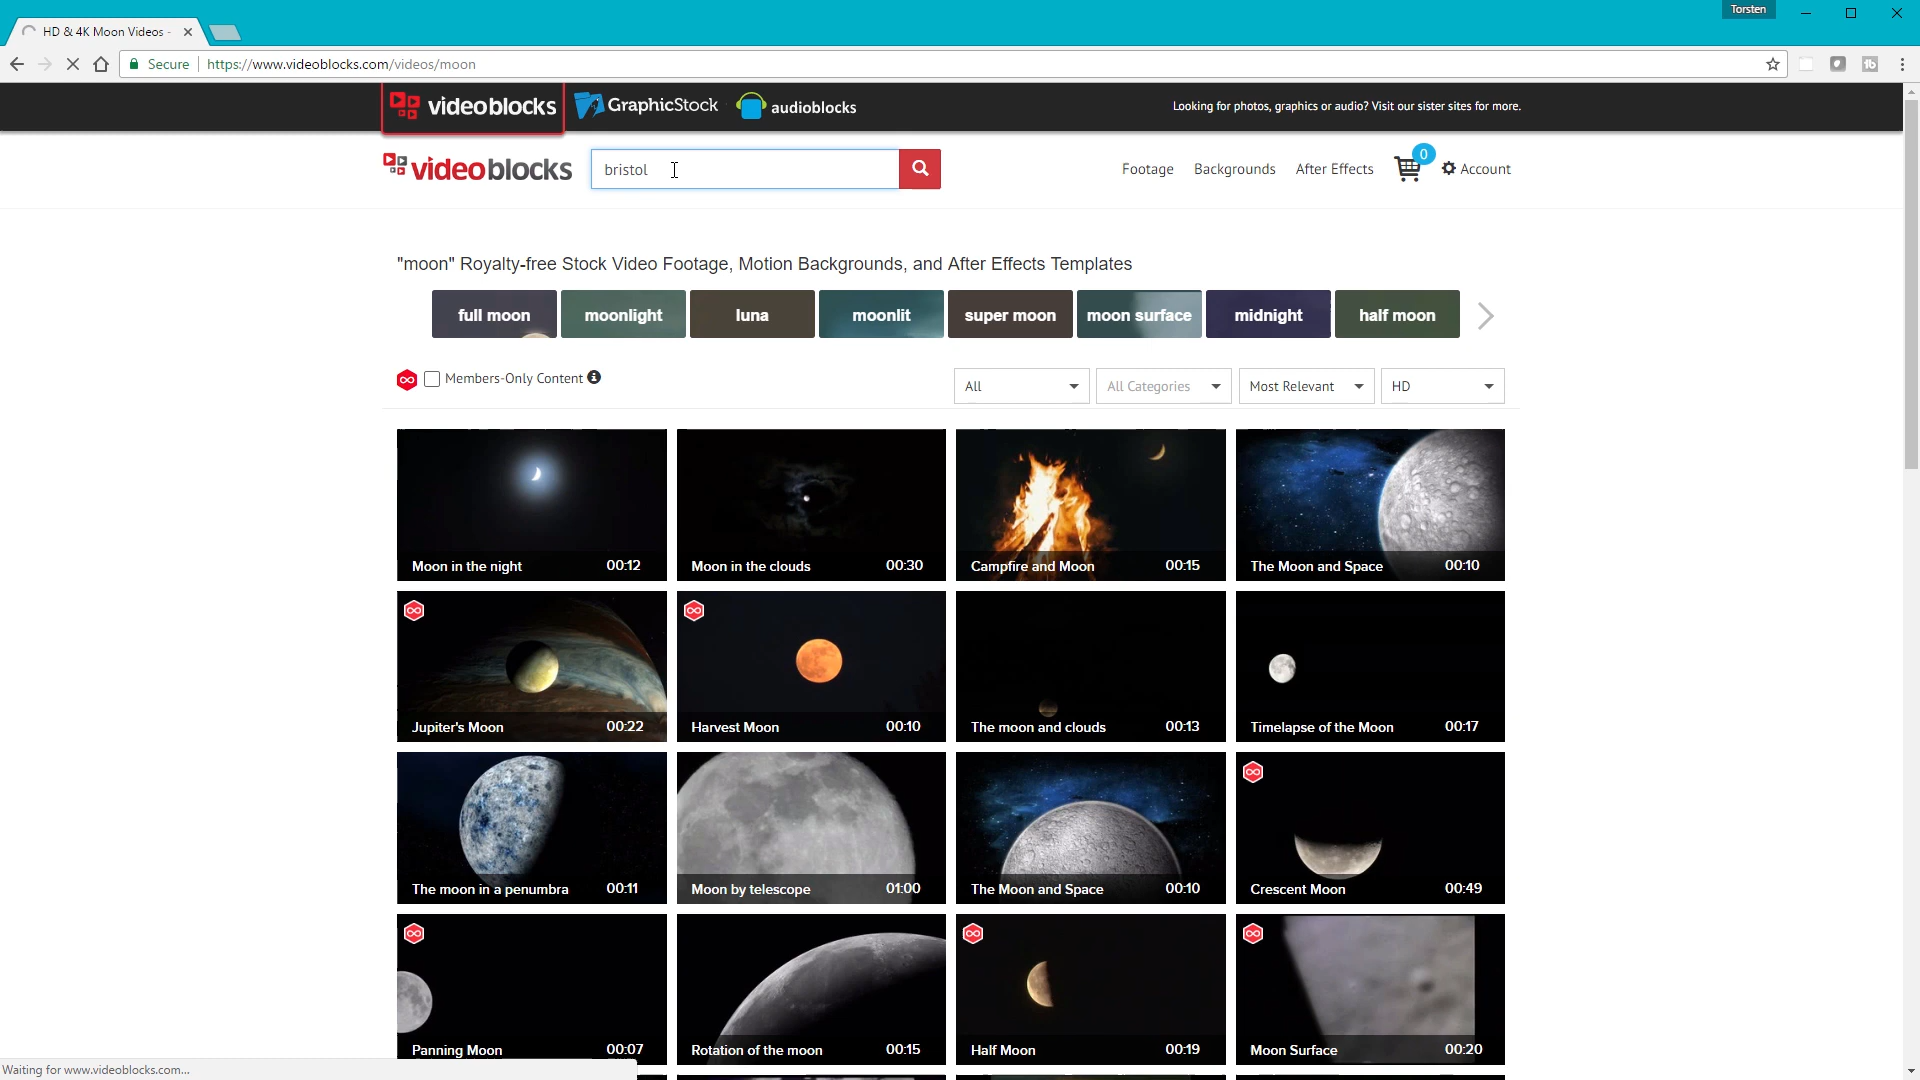 Torsten
HD & 4K Moon Videos -
Secure https://www.videoblocks.com/videos/moon
videoblocks GraphicStock audioblocks Looking for photos, graphics or audio? Visit our sister sites for more.
videoblocks bristol Footage Backgrounds After Effects 0 Account
"moon" Royalty-free Stock Video Footage, Motion Backgrounds, and After Effects Templates
full moon moonlight luna moonlit super moon moon surface midnight half moon
Members-Only Content All All Categories Most Relevant HD
Moon in the night 00:12 Moon in the clouds 00:30 Campfire and Moon 00:15 The Moon and Space 00:10
Jupiter's Moon 00:22 Harvest Moon 00:10 The moon and clouds 00:13 Timelapse of the Moon 00:17
The moon in a penumbra 00:11 Moon by telescope 01:00 The Moon and Space 00:10 Crescent Moon 00:49
Panning Moon 00:07 Rotation of the moon 00:15 Half Moon 00:19 Moon Surface 00:20
Waiting for www.videoblocks.com...